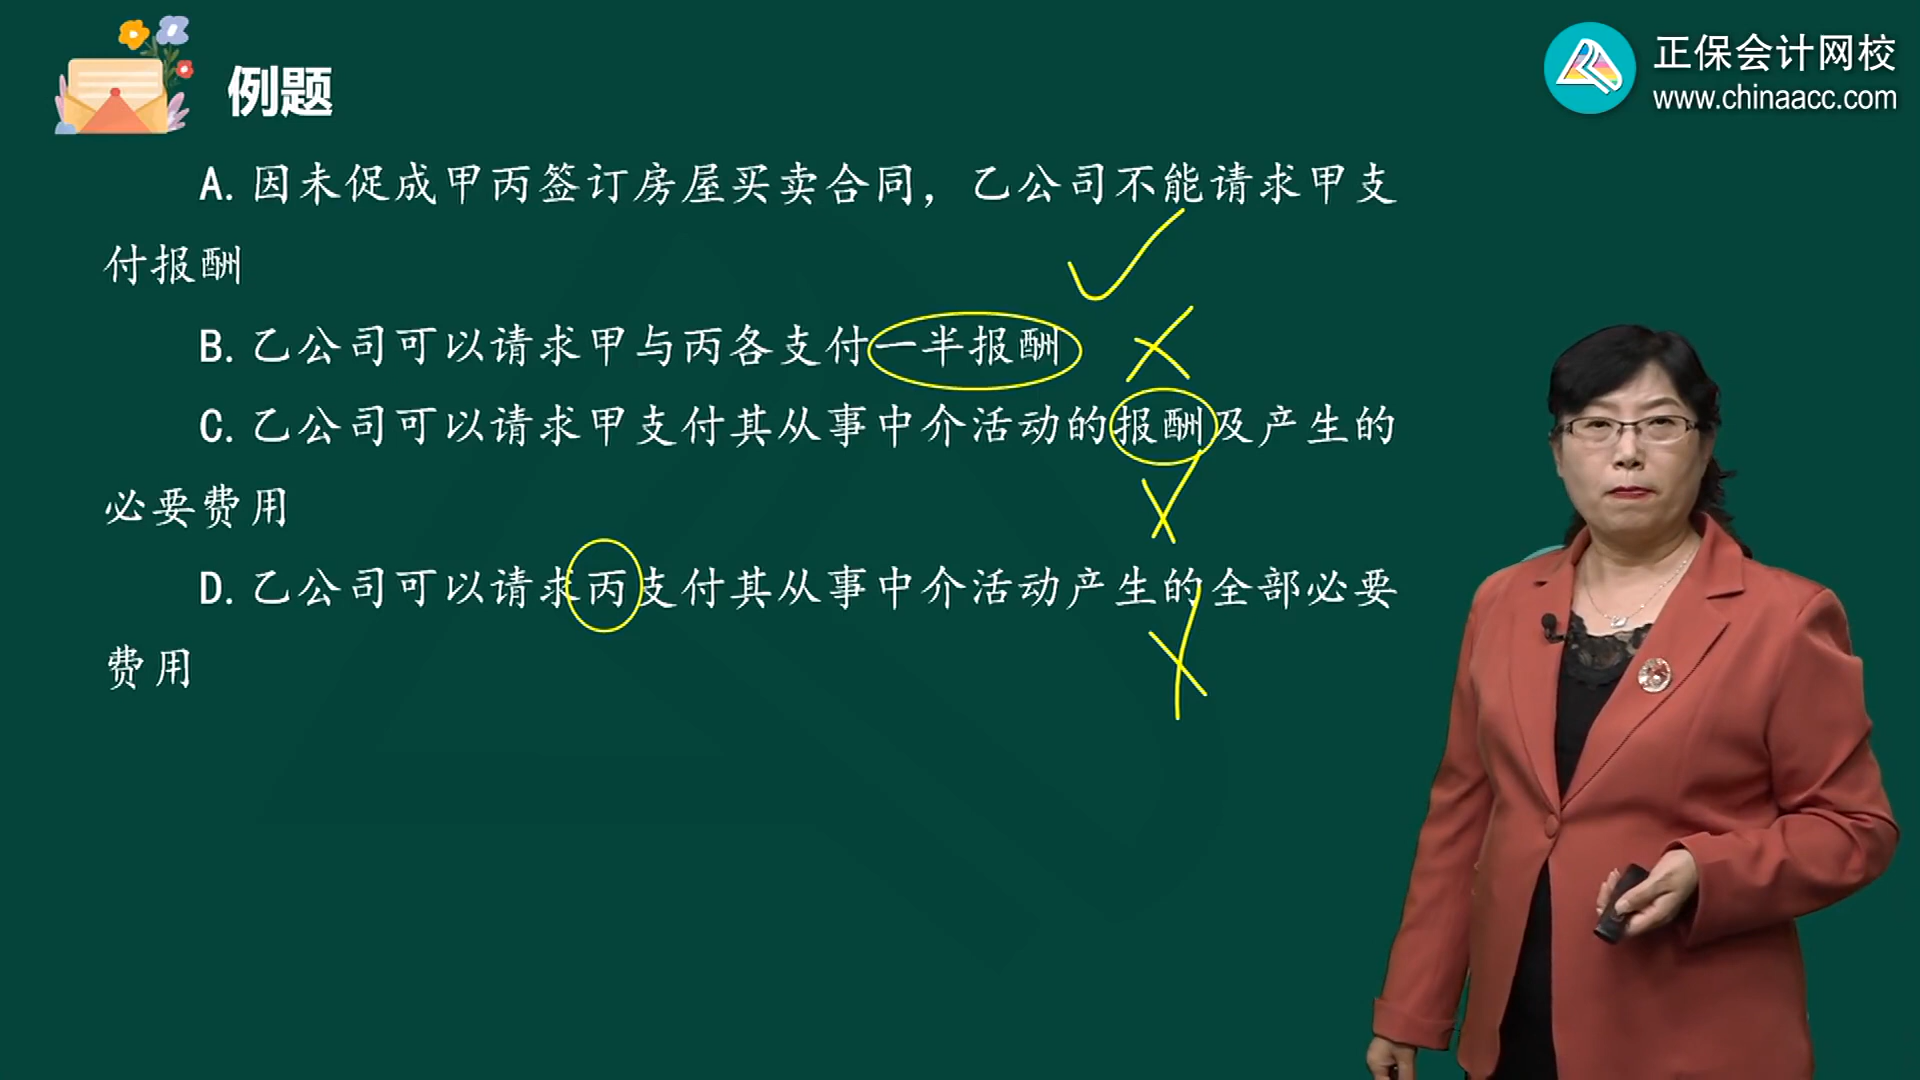 例题
正保会计网校
www.chinaacc.com
A. 因未促成甲丙签订房屋买卖合同，乙公司不能请求甲支
付报酬
B. 乙公司可以请求甲与丙各支付一半报酬
C. 乙公司可以请求甲支付其从事中介活动的报酬及产生的
必要费用
D. 乙公司可以请求丙支付其从事中介活动产生的全部必要
费用